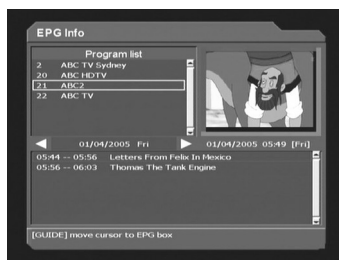 EPG Info
Program list
2 ABC TV Sydney
20 ABC HDTV
21 ABC2
22 ABC TV
01/04/2005 Fri
01/04/2005 05:49 [Fri]
05:44 -- 05:56 Letters From Felix In Mexico
05:56 -- 06:03 Thomas The Tank Engine
[GUIDE] move cursor to EPG box